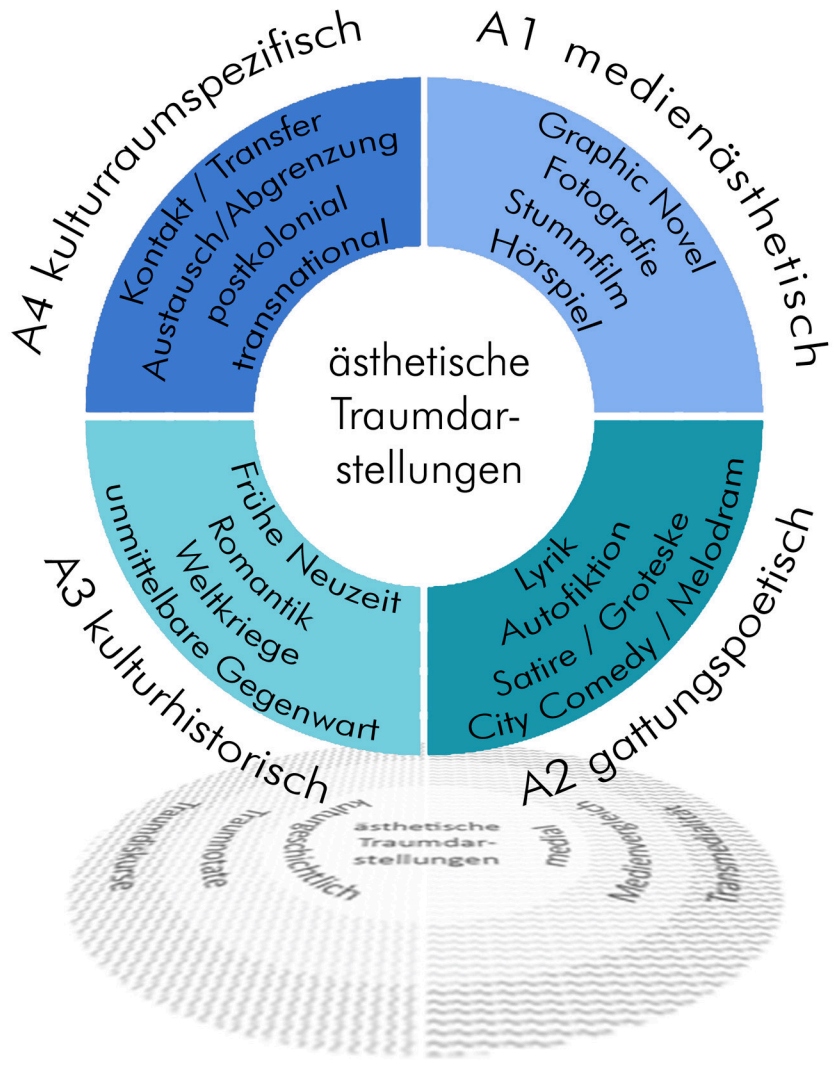 A1 medienästhetisch
Graphic Novel
Fotografie
Stummfilm
Hörspiel
A2 gattungspoetisch
Lyrik
Autofiktion
Satire / Groteske
City Comedy / Melodram
A3 kulturhistorisch
Frühe Neuzeit
Romantik
Weltkriege
unmittelbare Gegenwart
A4 kulturraumspezifisch
Kontakt / Transfer
Austausch/Abgrenzung
postkolonial
transnational
ästhetische
Traumdar-
stellungen
Traumdiskurse
Traumnotate
kulturgeschichtlich
ästhetische
Traumdar-
stellungen
medial
Medienvergleich
Transmedialität